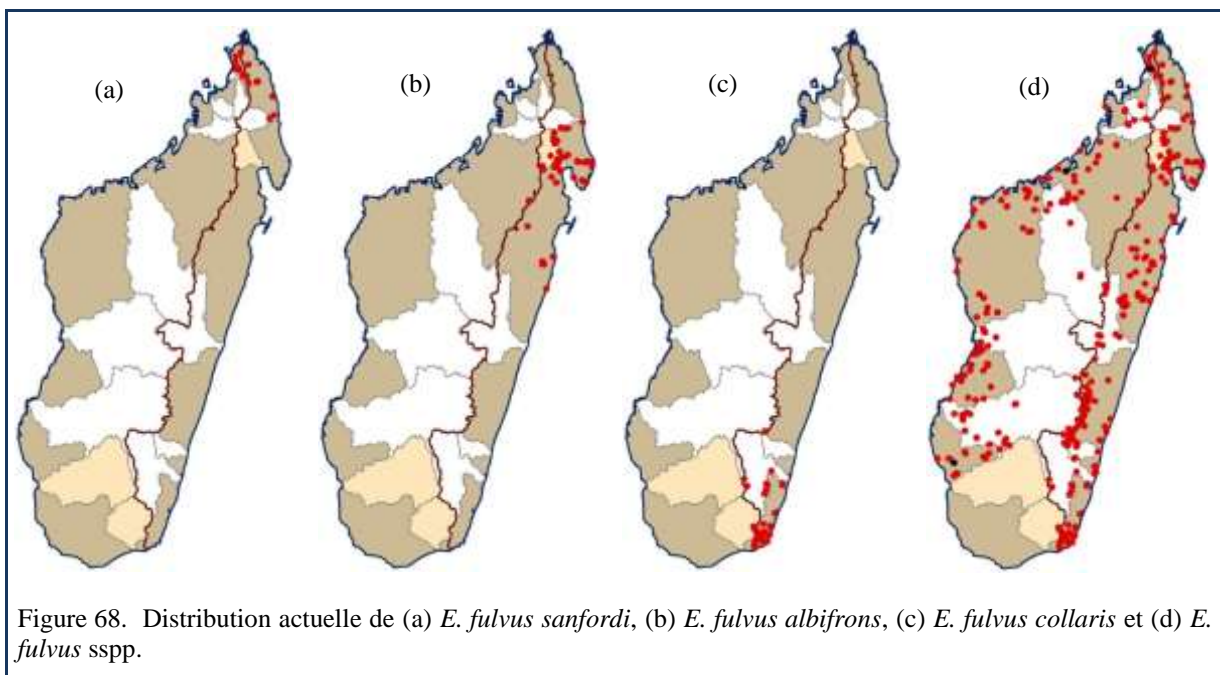 (a)
(b)
(c)
(d)
Figure 68. Distribution actuelle de (a) E. fulvus sanfordi, (b) E. fulvus albifrons, (c) E. fulvus collaris et (d) E.
fulvus sspp.